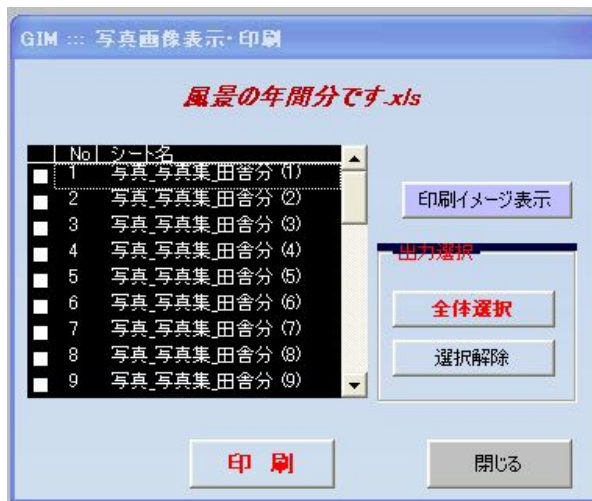 GIM ::: 写真画像表示・印刷
風景の年間分です.xls
No シート名
1 写真_写真集_田舎分 (1)
2 写真_写真集_田舎分 (2)
3 写真_写真集_田舎分 (3)
4 写真_写真集_田舎分 (4)
5 写真_写真集_田舎分 (5)
6 写真_写真集_田舎分 (6)
7 写真_写真集_田舎分 (7)
8 写真_写真集_田舎分 (8)
9 写真_写真集_田舎分 (9)
印刷イメージ表示
出力選択
全体選択
選択解除
印 刷
閉じる